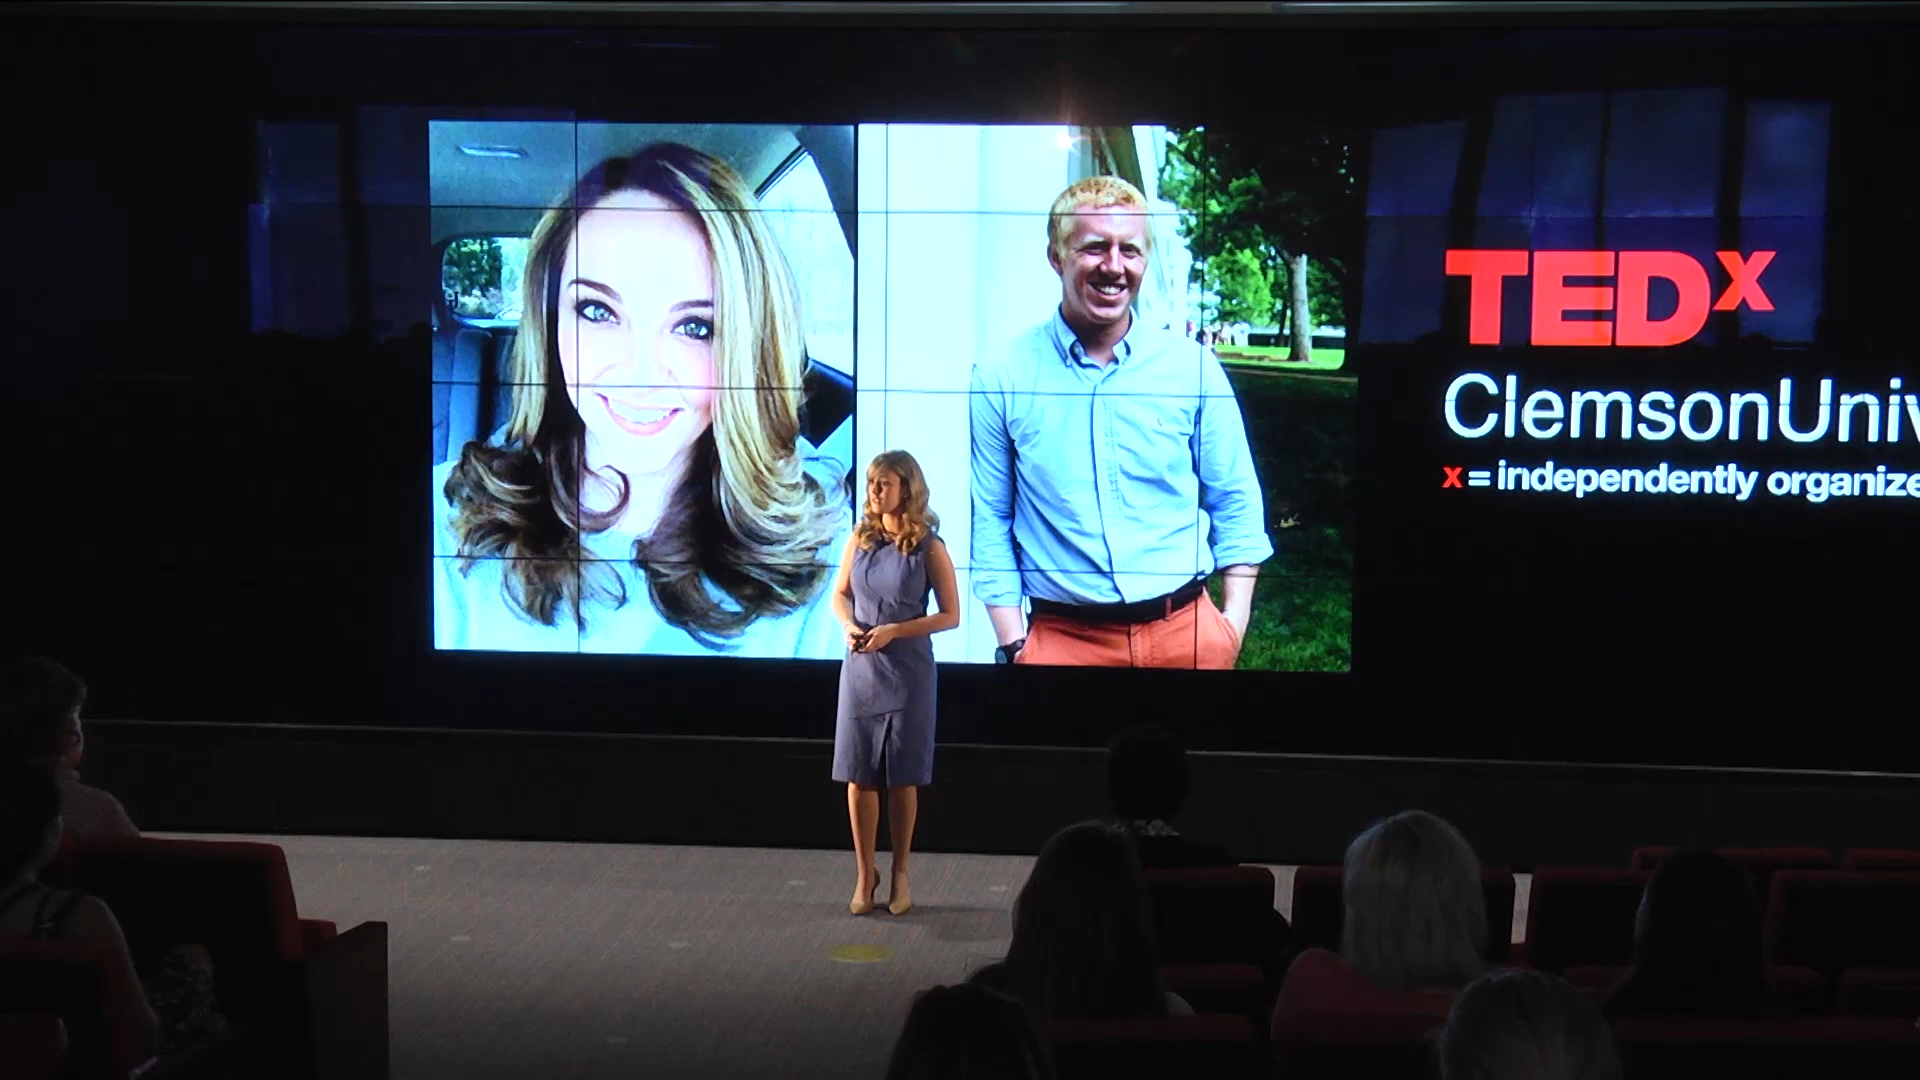 TEDx
ClemsonUniv
x = independently organize